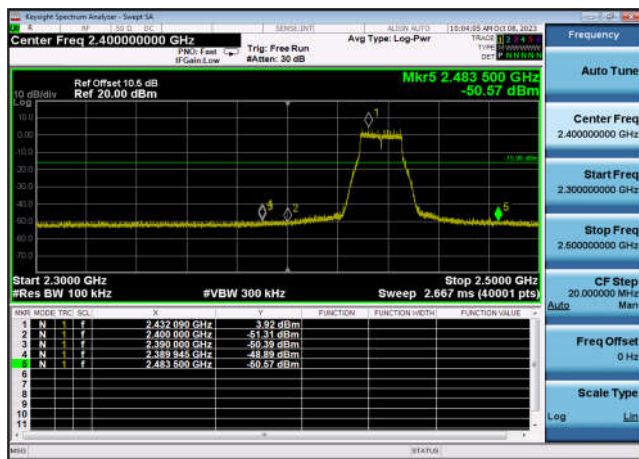 Keysight Spectrum Analyzer - Swept SA
RF 50 Ω DC SENSE:INT ALIGN AUTO 10:04:05 AM Oct 08, 2023
Center Freq 2.400000000 GHz
PNO: Fast
IFGain:Low
Trig: Free Run
#Atten: 30 dB
Avg Type: Log-Pwr
TRACE 1 2 3 4 5 6
TYPE M WWWWW
DET P N N N N N
Ref Offset 10.5 dB
Ref 20.00 dBm
10 dB/div
Log
Mkr5 2.483 500 GHz
-50.57 dBm
10.0
0.00
-10.0
-20.0
-30.0
-40.0
-50.0
-60.0
-70.0
1
2
4
5
Start 2.3000 GHz
#Res BW 100 kHz
#VBW 300 kHz
Stop 2.5000 GHz
Sweep 2.667 ms (40001 pts)
MKR MODE TRC SCL X Y FUNCTION FUNCTION WIDTH FUNCTION VALUE
1 N 1 f 2.432 090 GHz 3.92 dBm
2 N 1 f 2.400 000 GHz -51.31 dBm
3 N 1 f 2.390 000 GHz -50.39 dBm
4 N 1 f 2.389 945 GHz -48.89 dBm
5 N 1 f 2.483 500 GHz -50.57 dBm
6
7
8
9
10
11
MSG
STATUS
Frequency
Auto Tune
Center Freq
2.400000000 GHz
Start Freq
2.300000000 GHz
Stop Freq
2.500000000 GHz
CF Step
20.000000 MHz
Auto Man
Freq Offset
0 Hz
Scale Type
Log Lin